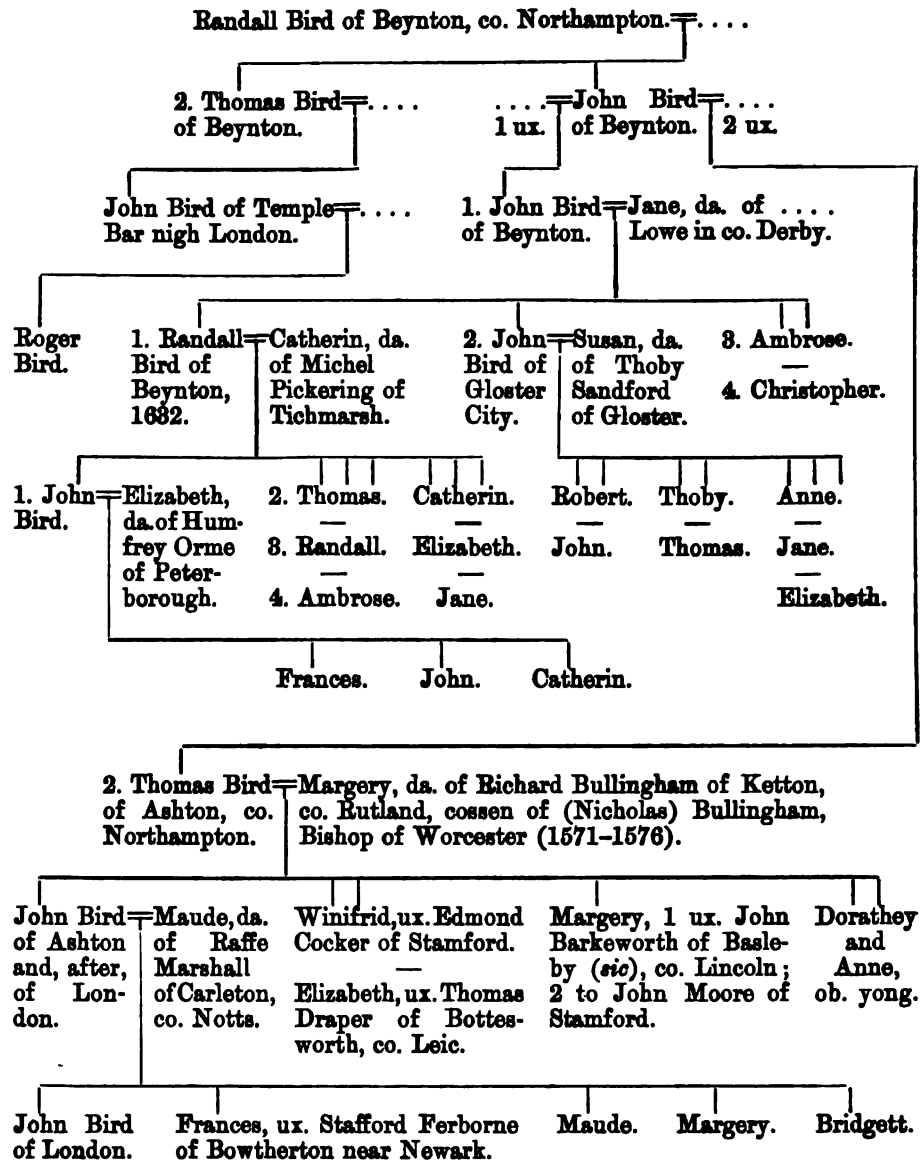 Randall Bird of Beynton, co. Northampton. = . . . .
2. Thomas Bird = . . . .
of Beynton.
. . . . = John Bird = . . . .
1 ux. of Beynton. 2 ux.
John Bird of Temple = . . . .
Bar nigh London.
1. John Bird = Jane, da. of . . . .
of Beynton. Lowe in co. Derby.
Roger
Bird.
1. Randall =
Bird of
Beynton,
1682.
Catherin, da.
of Michel
Pickering of
Tichmarsh.
2. John =
Bird of
Gloster
City.
Susan, da.
of Thoby
Sandford
of Gloster.
3. Ambrose.
—
4. Christopher.
1. John =
Bird.
Elizabeth,
da. of Hum-
frey Orme
of Peter-
borough.
2. Thomas.
—
3. Randall.
—
4. Ambrose.
Catherin.
—
Elizabeth.
—
Jane.
Robert.
—
John.
Thoby.
—
Thomas.
Anne.
—
Jane.
—
Elizabeth.
Frances. John. Catherin.
2. Thomas Bird =
of Ashton, co.
Northampton.
Margery, da. of Richard Bullingham of Ketton,
co. Rutland, cossen of (Nicholas) Bullingham,
Bishop of Worcester (1571–1576).
John Bird =
of Ashton
and, after,
of Lon-
don.
Maude, da.
of Raffe
Marshall
of Carleton,
co. Notts.
Winifrid, ux. Edmond
Cocker of Stamford.
—
Elizabeth, ux. Thomas
Draper of Bottes-
worth, co. Leic.
Margery, 1 ux. John
Barkeworth of Basle-
by (sic), co. Lincoln;
2 to John Moore of
Stamford.
Dorathey
and
Anne,
ob. yong.
John Bird
of London.
Frances, ux. Stafford Ferborne
of Bowtherton near Newark.
Maude. Margery. Bridgett.